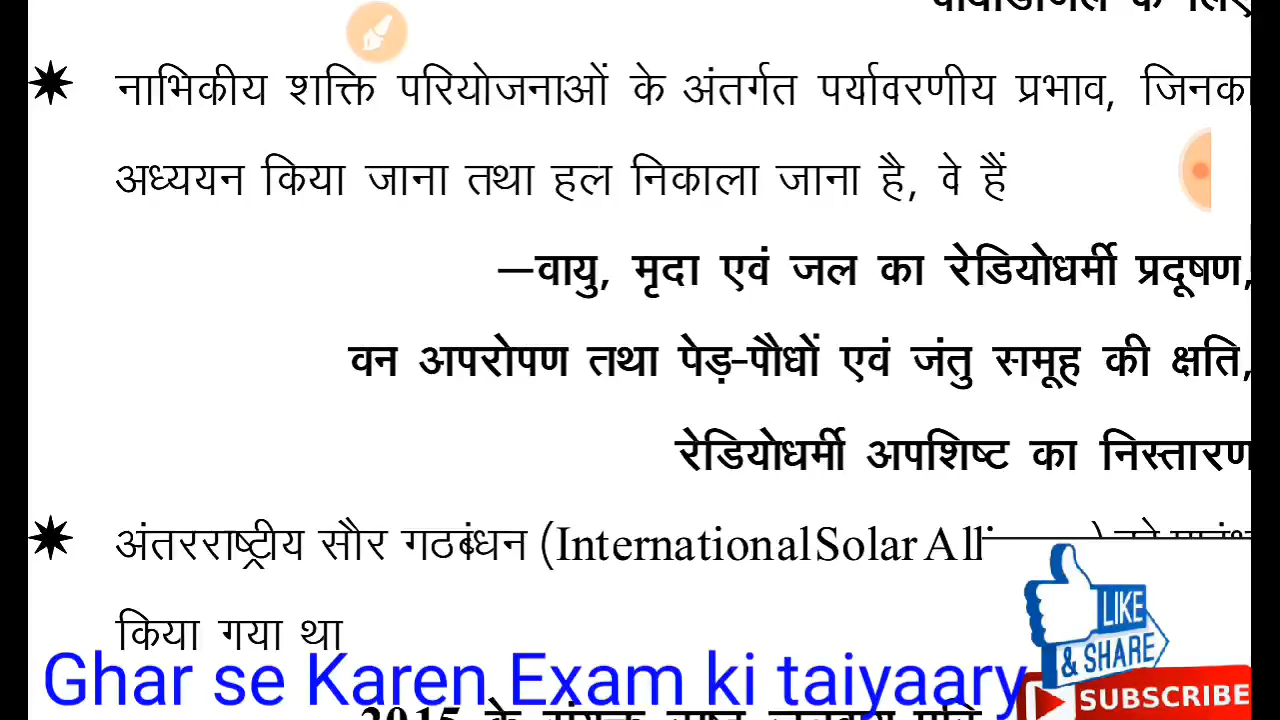 के लिए
नाभिकीय शक्ति परियोजनाओं के अंतर्गत पर्यावरणीय प्रभाव, जिनका
अध्ययन किया जाना तथा हल निकाला जाना है, वे हैं
—वायु, मृदा एवं जल का रेडियोधर्मी प्रदूषण,
वन अपरोपण तथा पेड़-पौधों एवं जंतु समूह की क्षति,
रेडियोधर्मी अपशिष्ट का निस्तारण
अंतरराष्ट्रीय सौर गठबंधन (International Solar All
किया गया था
LIKE
& SHARE
Ghar se Karen Exam ki taiyaary
SUBSCRIBE
2015 के संयुक्त राष्ट्र जलवायु